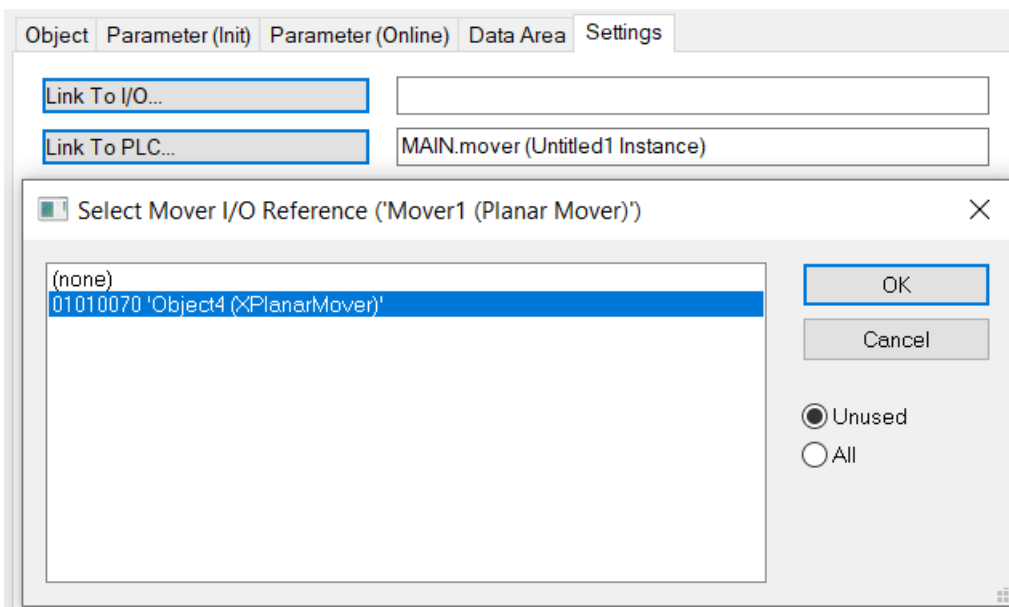 Object Parameter (Init) Parameter (Online) Data Area Settings
Link To I/O...
Link To PLC... MAIN.mover (Untitled1 Instance)
Select Mover I/O Reference ('Mover1 (Planar Mover)')
(none)
01010070 'Object4 (XPlanarMover)'
OK
Cancel
Unused
All